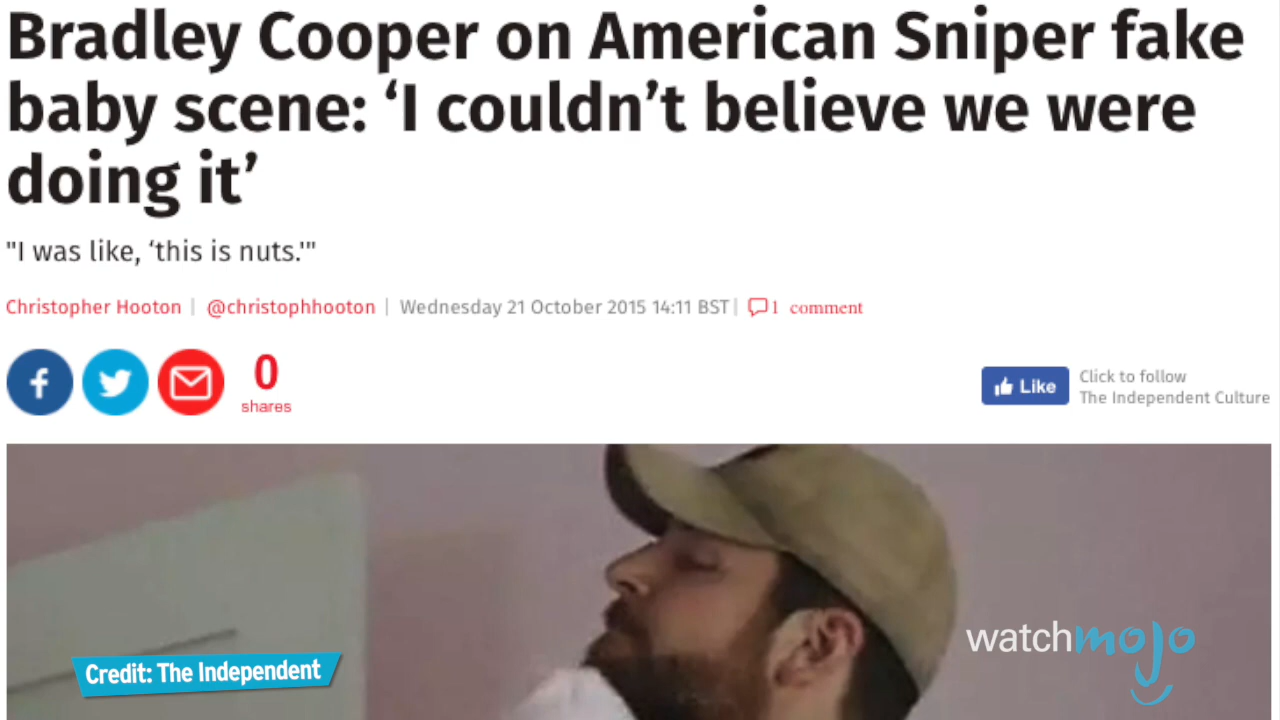 Bradley Cooper on American Sniper fake
baby scene: ‘I couldn’t believe we were
doing it’
"I was like, ‘this is nuts.'"
Christopher Hooton | @christophhooton | Wednesday 21 October 2015 14:11 BST | 1 comment
0
shares
Like
Click to follow
The Independent Culture
watchmojo
Credit: The Independent